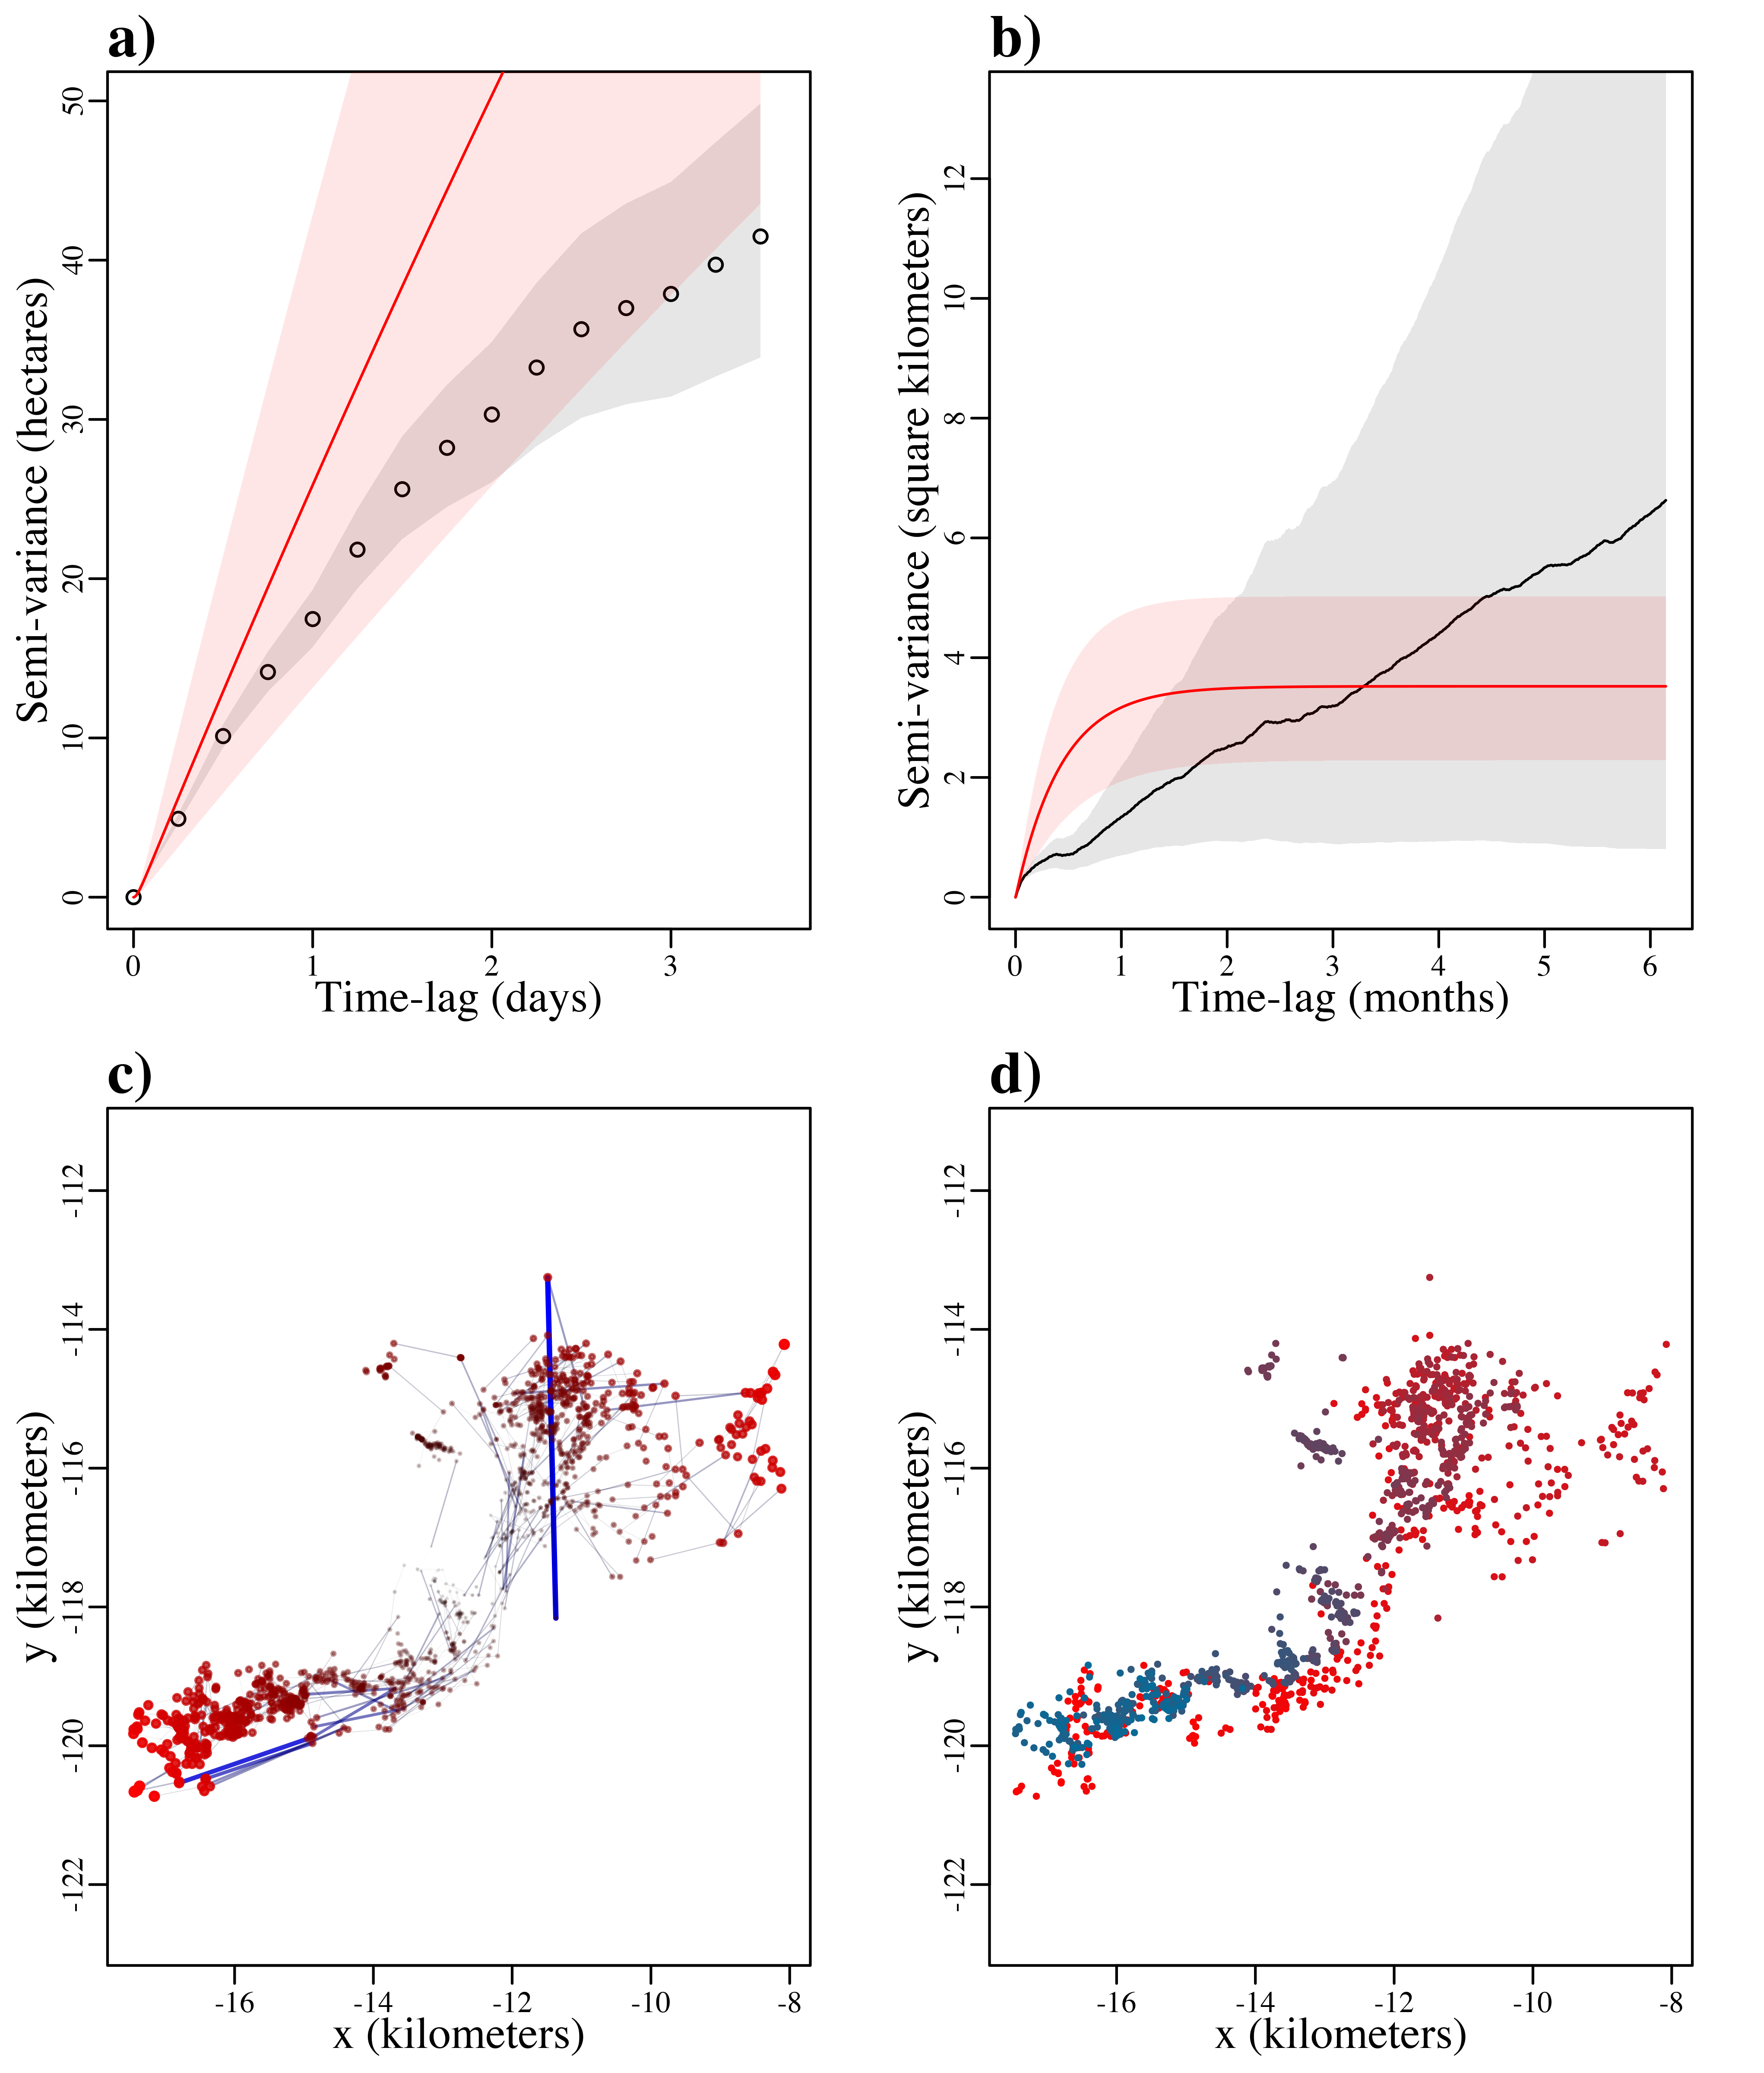 a)
Semi-variance (hectares)
50
40
30
20
10
0
0 1 2 3
Time-lag (days)
b)
Semi-variance (square kilometers)
12
10
8
6
4
2
0
0 1 2 3 4 5 6
Time-lag (months)
c)
y (kilometers)
-112
-114
-116
-118
-120
-122
-16 -14 -12 -10 -8
x (kilometers)
d)
y (kilometers)
-112
-114
-116
-118
-120
-122
-16 -14 -12 -10 -8
x (kilometers)